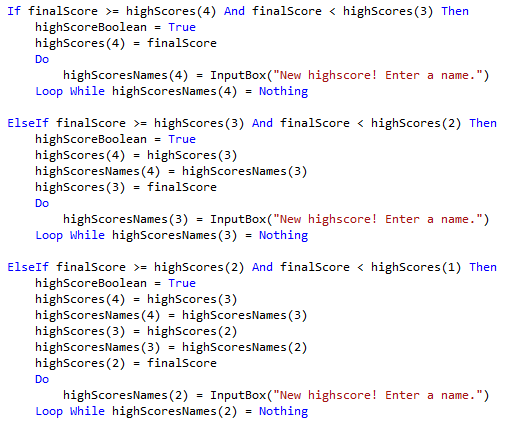 If finalScore >= highScores(4) And finalScore < highScores(3) Then
highScoreBoolean = True
highScores(4) = finalScore
Do
highScoresNames(4) = InputBox("New highscore! Enter a name.")
Loop While highScoresNames(4) = Nothing
ElseIf finalScore >= highScores(3) And finalScore < highScores(2) Then
highScoreBoolean = True
highScores(4) = highScores(3)
highScoresNames(4) = highScoresNames(3)
highScores(3) = finalScore
Do
highScoresNames(3) = InputBox("New highscore! Enter a name.")
Loop While highScoresNames(3) = Nothing
ElseIf finalScore >= highScores(2) And finalScore < highScores(1) Then
highScoreBoolean = True
highScores(4) = highScores(3)
highScoresNames(4) = highScoresNames(3)
highScores(3) = highScores(2)
highScoresNames(3) = highScoresNames(2)
highScores(2) = finalScore
Do
highScoresNames(2) = InputBox("New highscore! Enter a name.")
Loop While highScoresNames(2) = Nothing